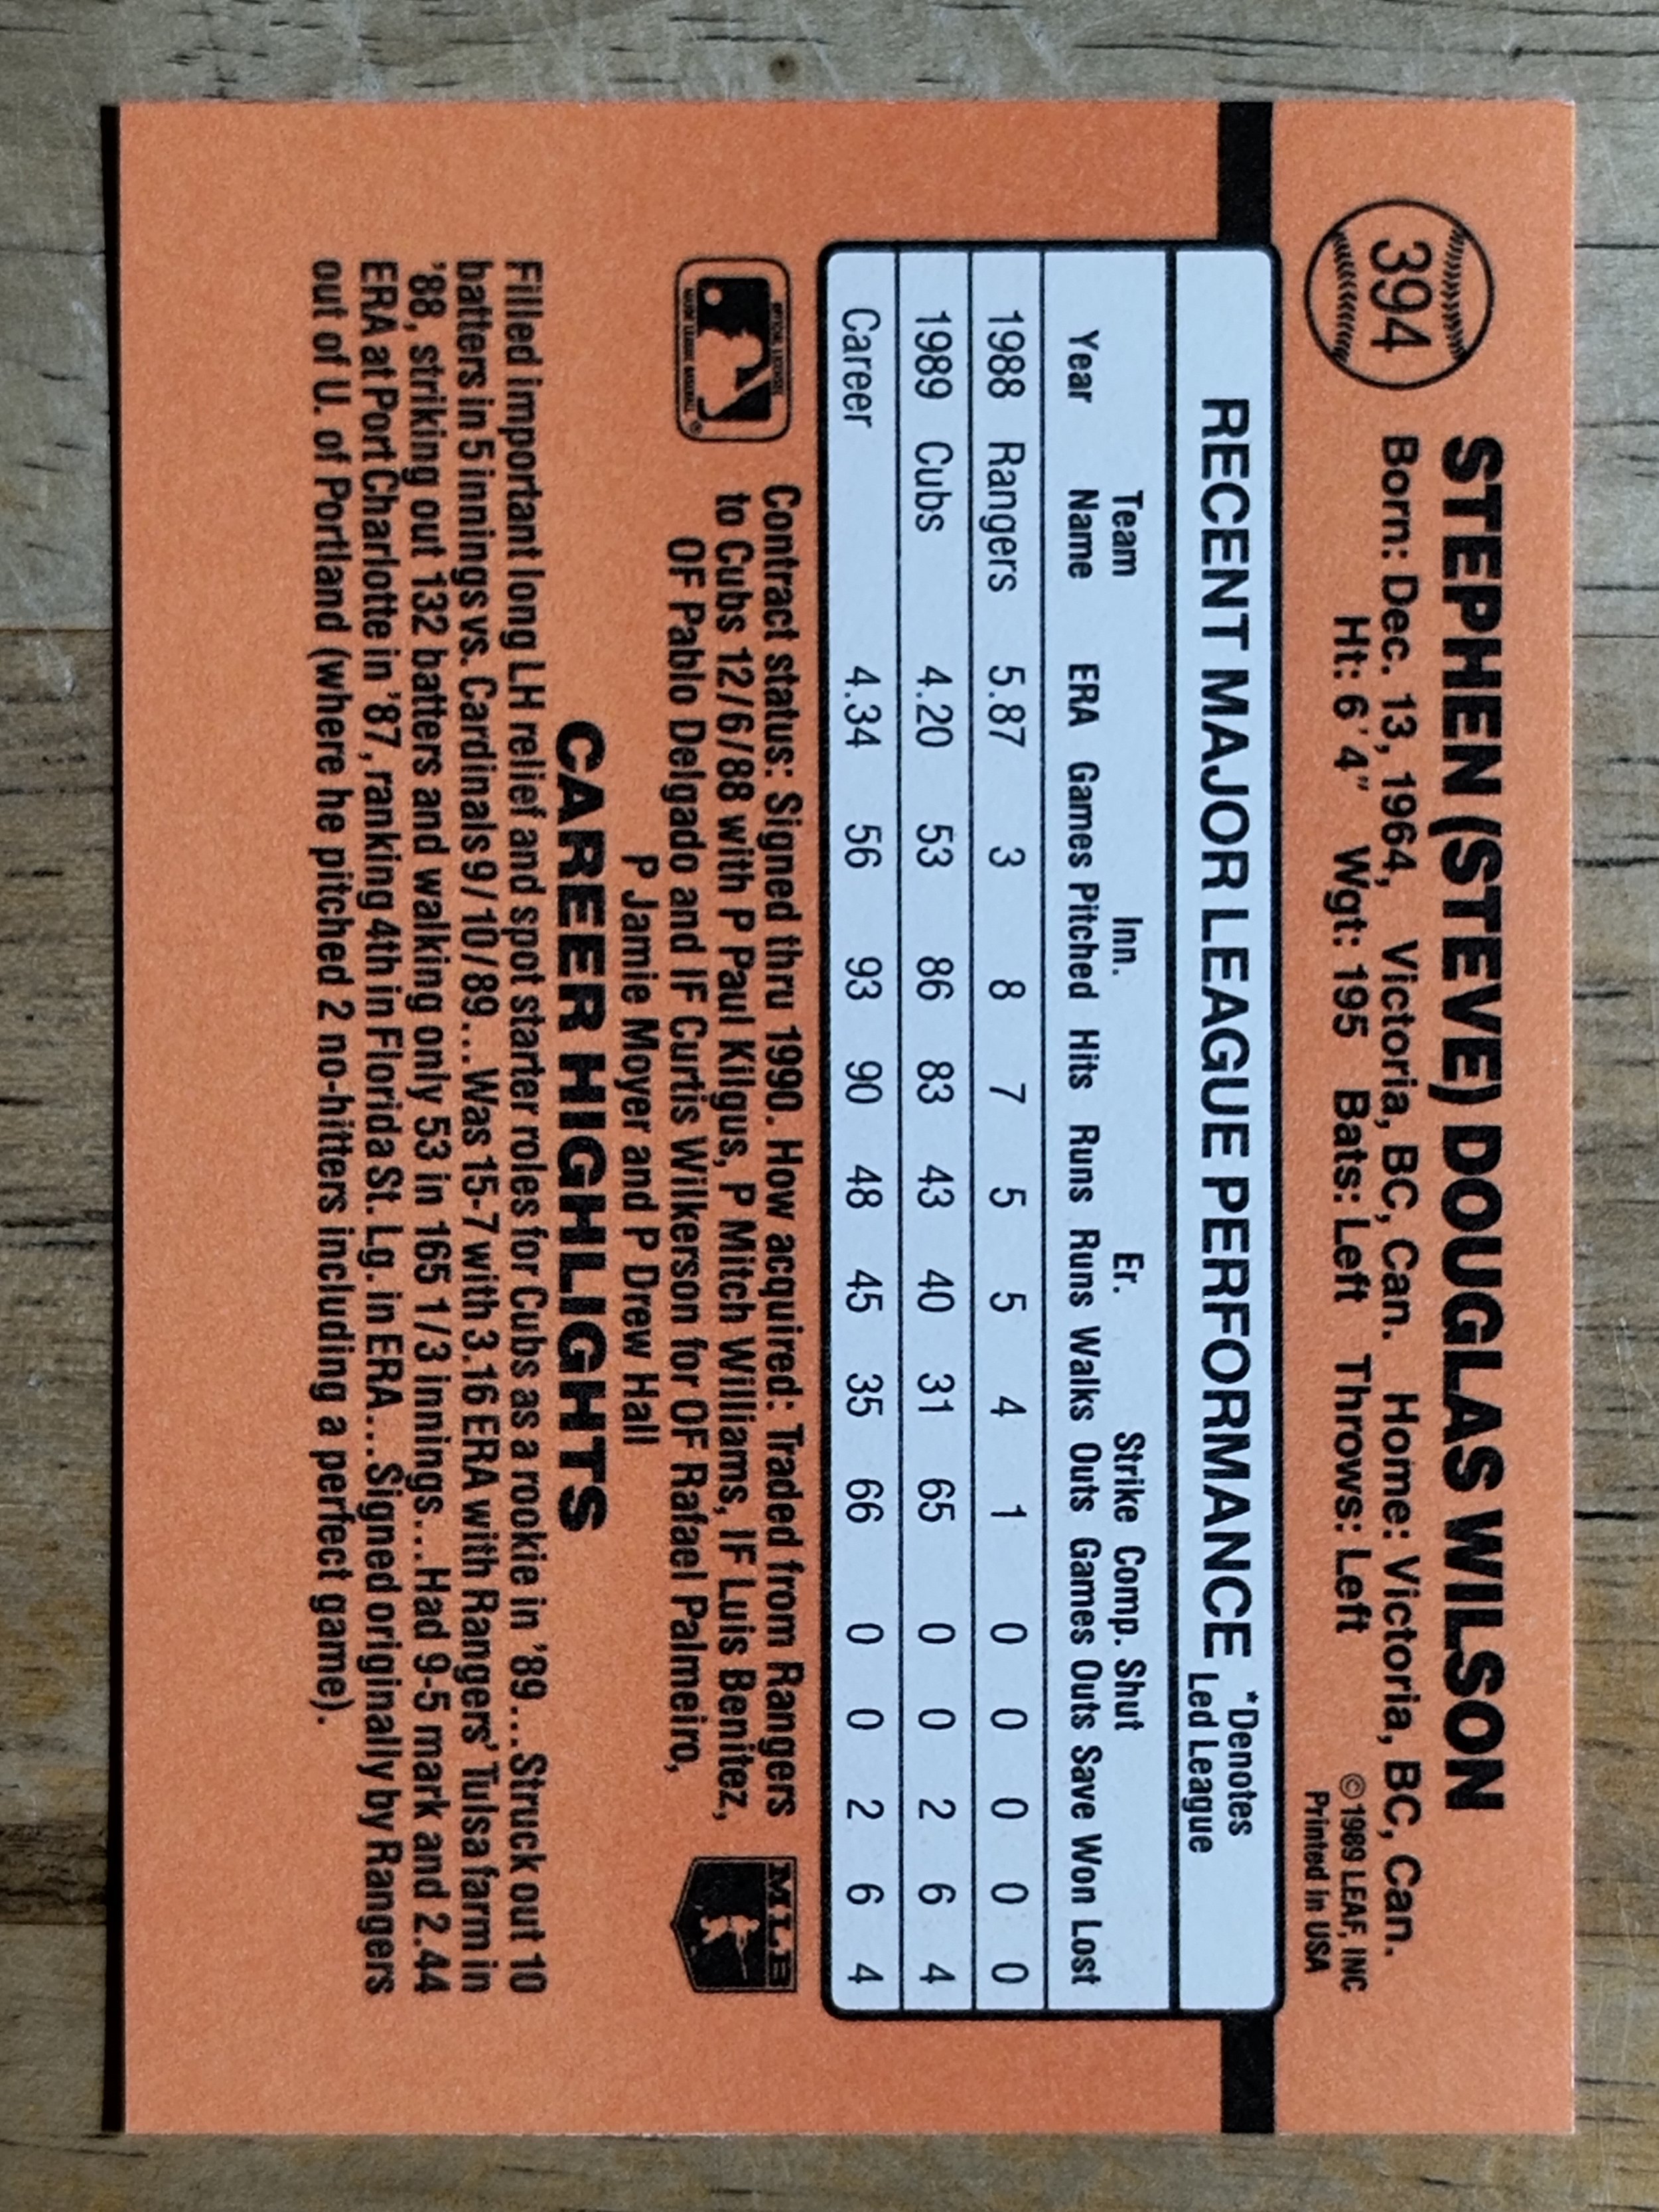 394
STEPHEN (STEVE) DOUGLAS WILSON
Born: Dec. 13, 1964, Victoria, BC, Can. Home: Victoria, BC, Can.
Ht: 6' 4" Wgt: 195 Bats: Left Throws: Left
© 1989 LEAF, INC
Printed in USA
RECENT MAJOR LEAGUE PERFORMANCE *Denotes Led League
Team Inn. Er. Strike Comp. Shut
Year Name ERA Games Pitched Hits Runs Runs Walks Outs Games Outs Save Won Lost
1988 Rangers 5.87 3 8 7 5 5 4 1 0 0 0 0 0
1989 Cubs 4.20 53 86 83 43 40 31 65 0 0 2 6 4
Career 4.34 56 93 90 48 45 35 66 0 0 2 6 4
OFFICIAL LICENSEE
MAJOR LEAGUE BASEBALL ®
Contract status: Signed thru 1990. How acquired: Traded from Rangers
to Cubs 12/6/88 with P Paul Kilgus, P Mitch Williams, IF Luis Benitez,
OF Pablo Delgado and IF Curtis Wilkerson for OF Rafael Palmeiro,
P Jamie Moyer and P Drew Hall
CAREER HIGHLIGHTS
Filled important long LH relief and spot starter roles for Cubs as a rookie in '89...Struck out 10
batters in 5 innings vs. Cardinals 9/10/89...Was 15-7 with 3.16 ERA with Rangers' Tulsa farm in
'88, striking out 132 batters and walking only 53 in 165 1/3 innings...Had 9-5 mark and 2.44
ERA at Port Charlotte in '87, ranking 4th in Florida St. Lg. in ERA...Signed originally by Rangers
out of U. of Portland (where he pitched 2 no-hitters including a perfect game).